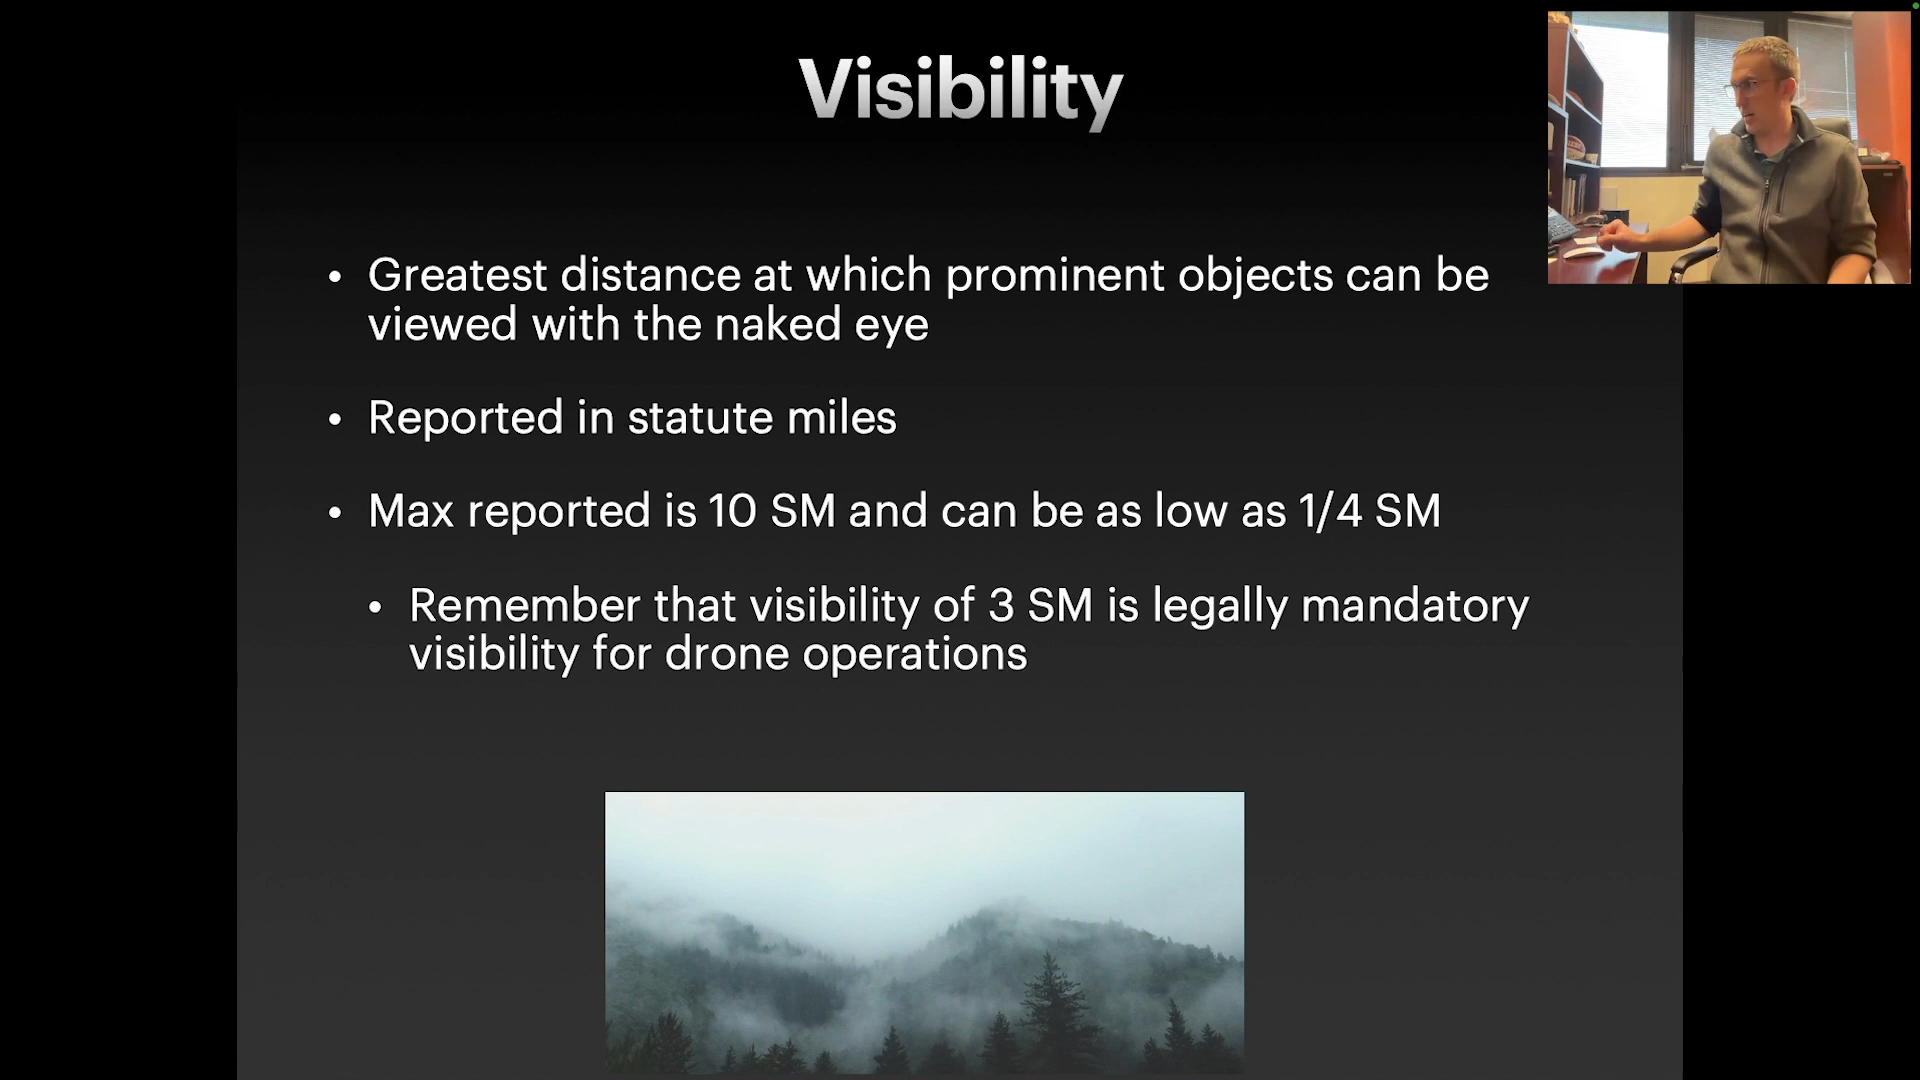 Visibility
• Greatest distance at which prominent objects can be
viewed with the naked eye
• Reported in statute miles
• Max reported is 10 SM and can be as low as 1/4 SM
• Remember that visibility of 3 SM is legally mandatory
visibility for drone operations